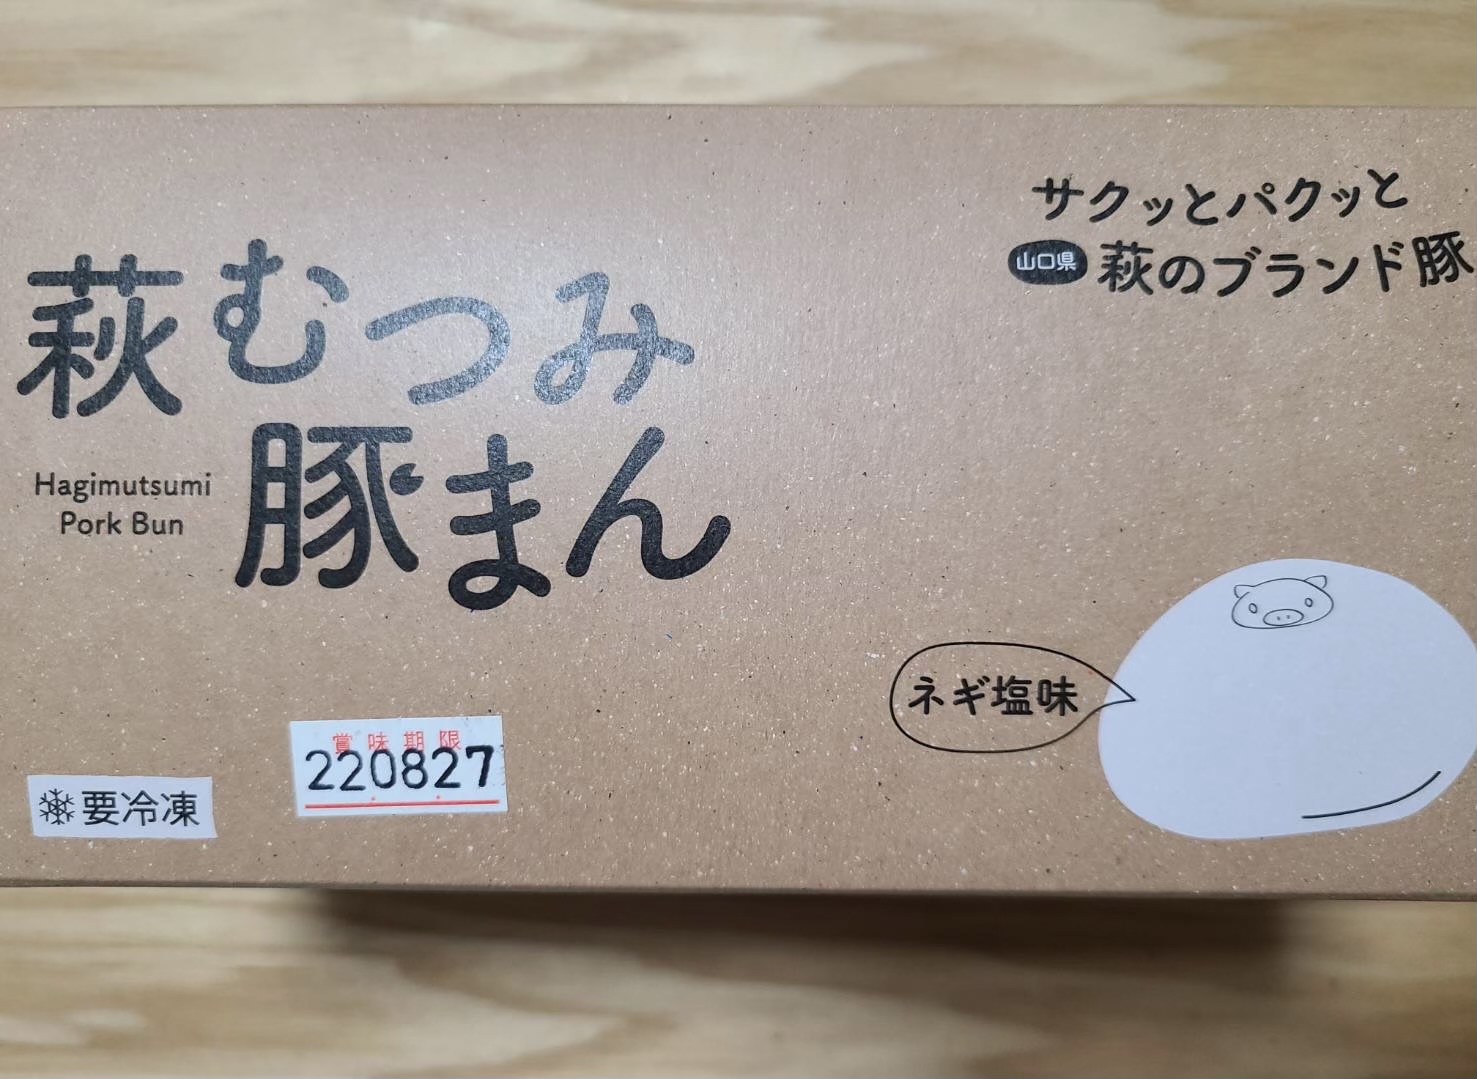 サクッとパクッと
山口県 萩のブランド豚
萩むつみ
豚まん
Hagimutsumi
Pork Bun
ネギ塩味
賞味期限
220827
要冷凍